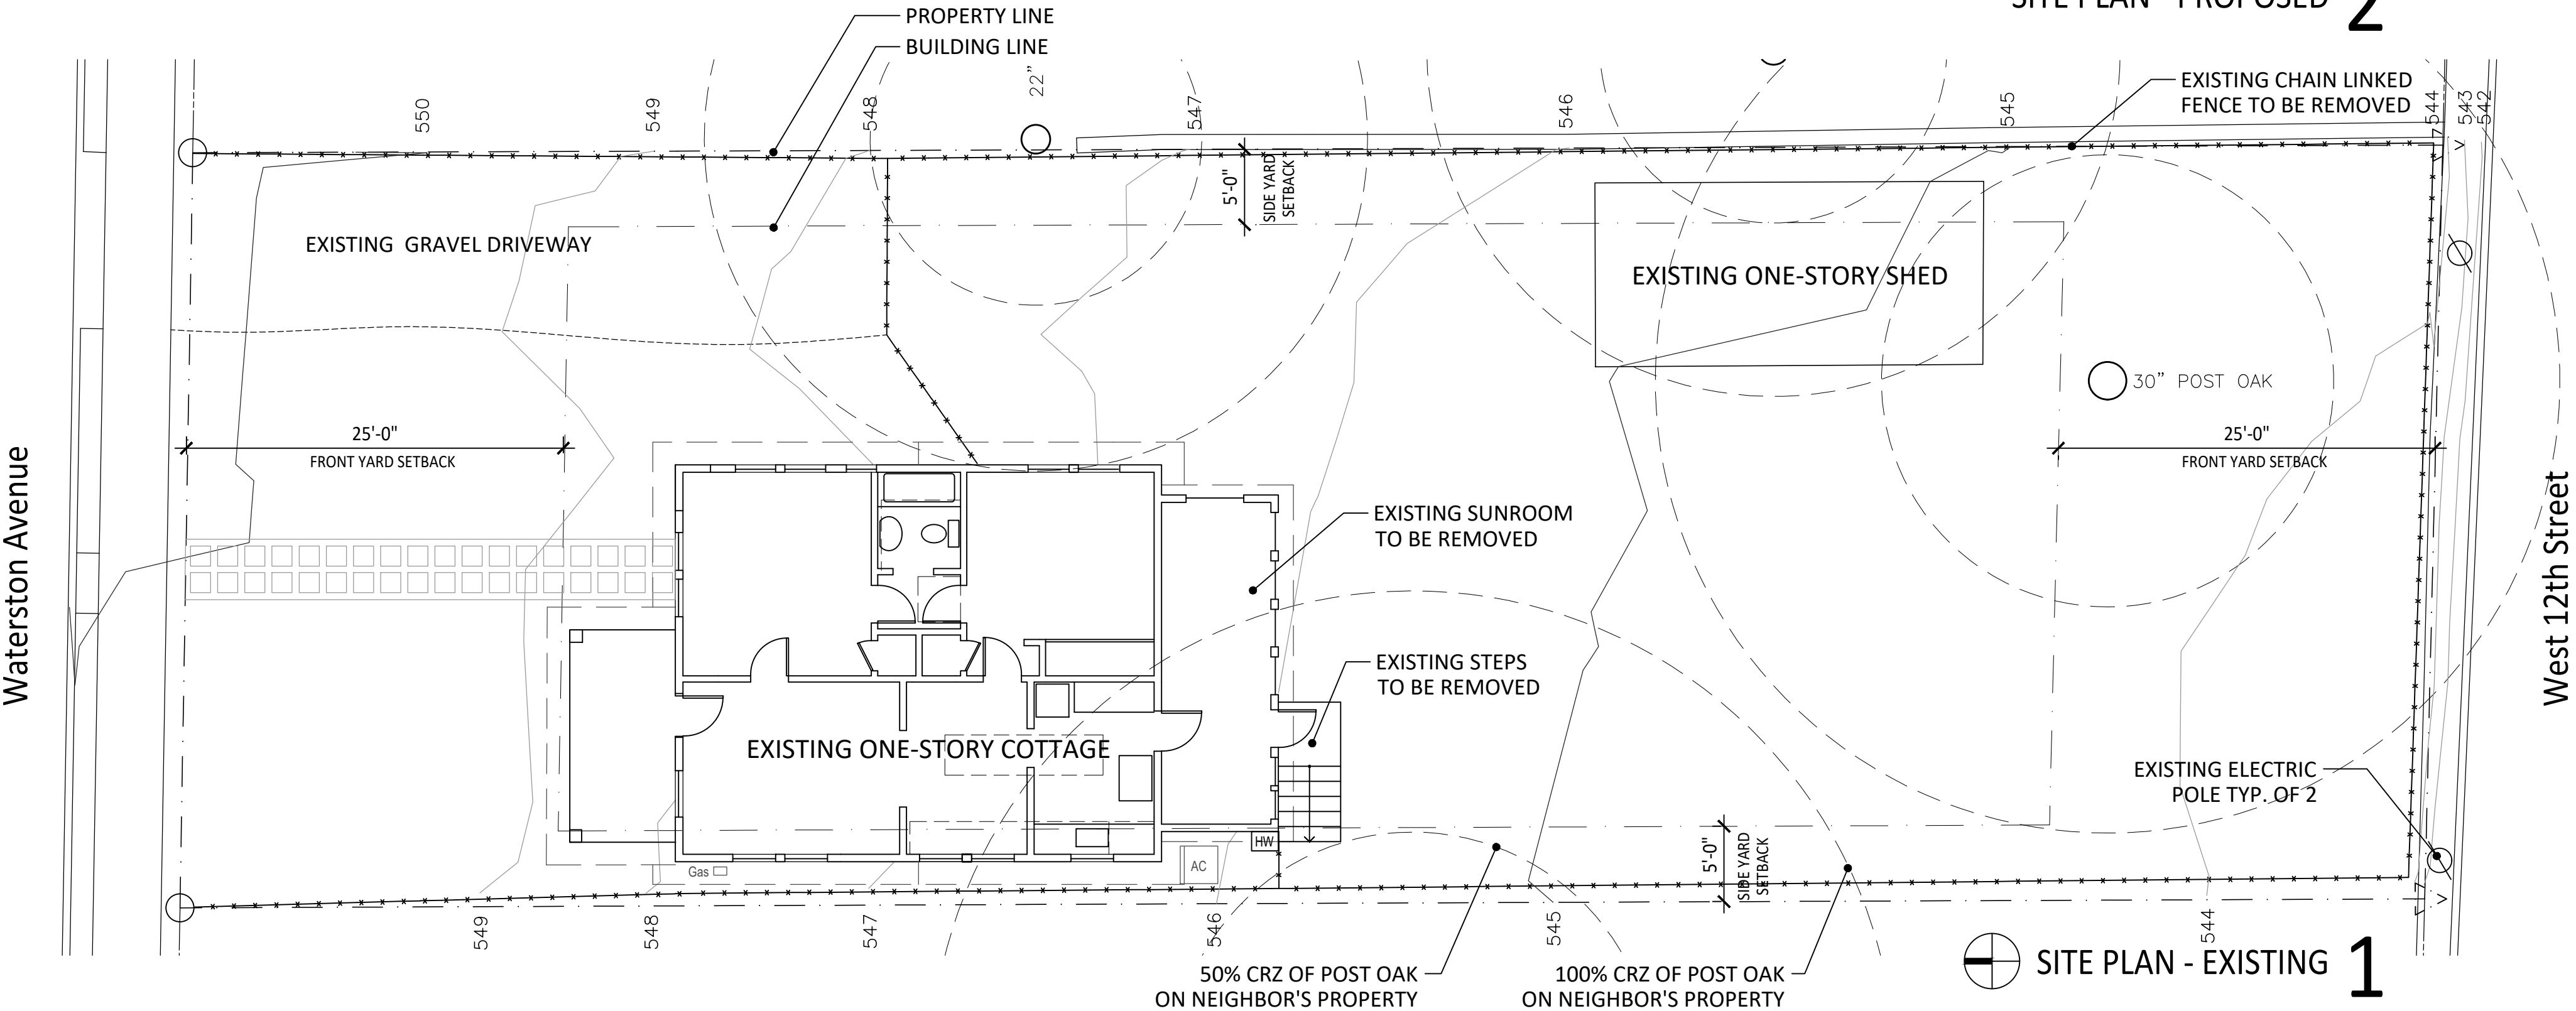 SITE PLAN - PROPOSED 2
PROPERTY LINE
BUILDING LINE
22"
550
549
548
547
546
545
544
543
542
EXISTING CHAIN LINKED
FENCE TO BE REMOVED
5'-0"
SIDE YARD
SETBACK
EXISTING GRAVEL DRIVEWAY
EXISTING ONE-STORY SHED
30" POST OAK
25'-0"
FRONT YARD SETBACK
25'-0"
FRONT YARD SETBACK
Waterston Avenue
West 12th Street
EXISTING SUNROOM
TO BE REMOVED
EXISTING STEPS
TO BE REMOVED
EXISTING ONE-STORY COTTAGE
EXISTING ELECTRIC
POLE TYP. OF 2
HW
AC
Gas
5'-0"
SIDE YARD
SETBACK
549
548
547
546
545
544
50% CRZ OF POST OAK
ON NEIGHBOR'S PROPERTY
100% CRZ OF POST OAK
ON NEIGHBOR'S PROPERTY
SITE PLAN - EXISTING 1